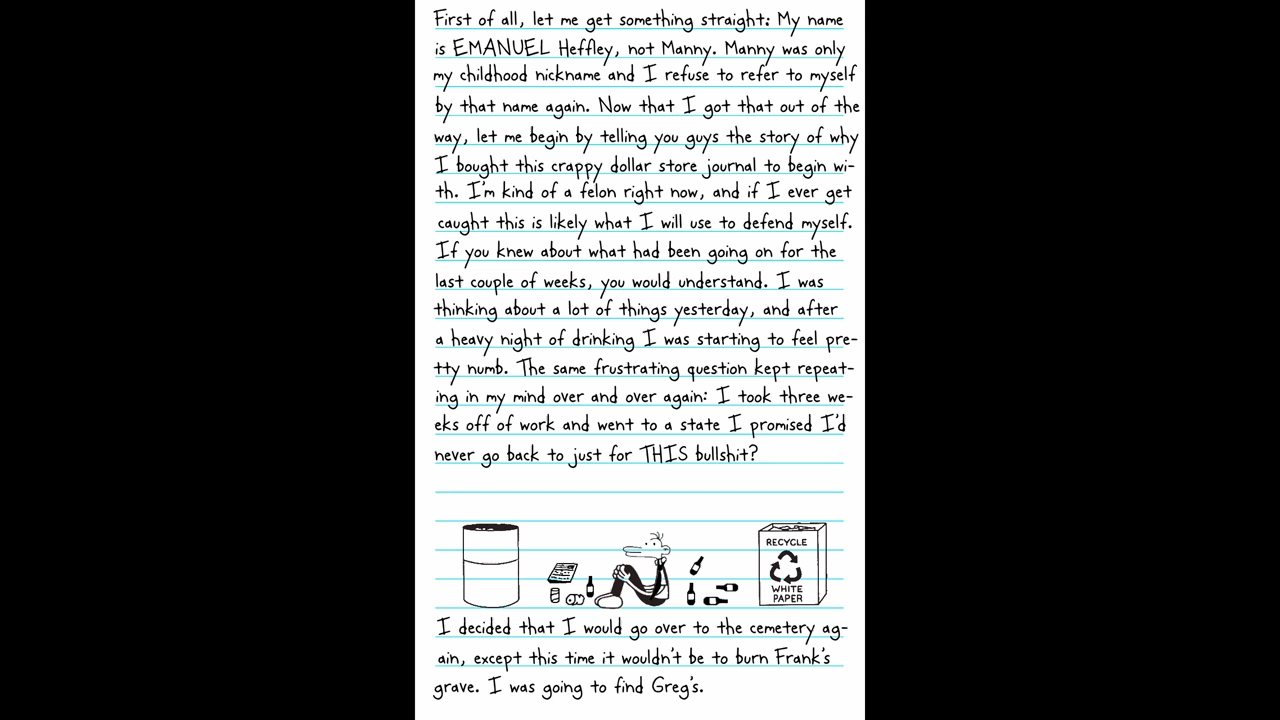 First of all, let me get something straight: My name
is EMANUEL Heffley, not Manny. Manny was only
my childhood nickname and I refuse to refer to myself
by that name again. Now that I got that out of the
way, let me begin by telling you guys the story of why
I bought this crappy dollar store journal to begin wi-
th. I'm kind of a felon right now, and if I ever get
caught this is likely what I will use to defend myself.
If you knew about what had been going on for the
last couple of weeks, you would understand. I was
thinking about a lot of things yesterday, and after
a heavy night of drinking I was starting to feel pre-
tty numb. The same frustrating question kept repeat-
ing in my mind over and over again: I took three we-
eks off of work and went to a state I promised I'd
never go back to just for THIS bullshit?
RECYCLE
WHITE
PAPER
I decided that I would go over to the cemetery ag-
ain, except this time it wouldn't be to burn Frank's
grave. I was going to find Greg's.